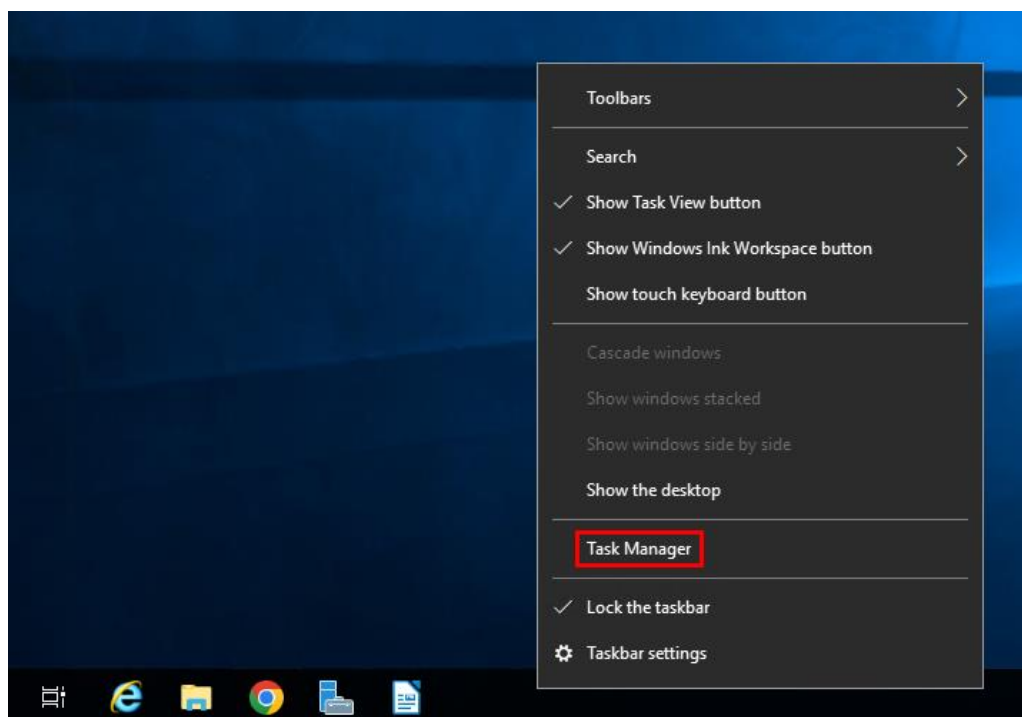 Toolbars
Search
Show Task View button
Show Windows Ink Workspace button
Show touch keyboard button
Cascade windows
Show windows stacked
Show windows side by side
Show the desktop
Task Manager
Lock the taskbar
Taskbar settings